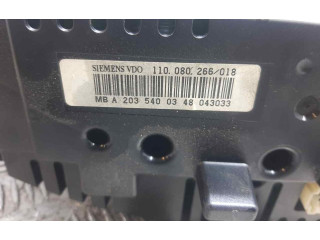 SIEMENS VDO 110.080.266/018
MB A 203 540 03 48 043033